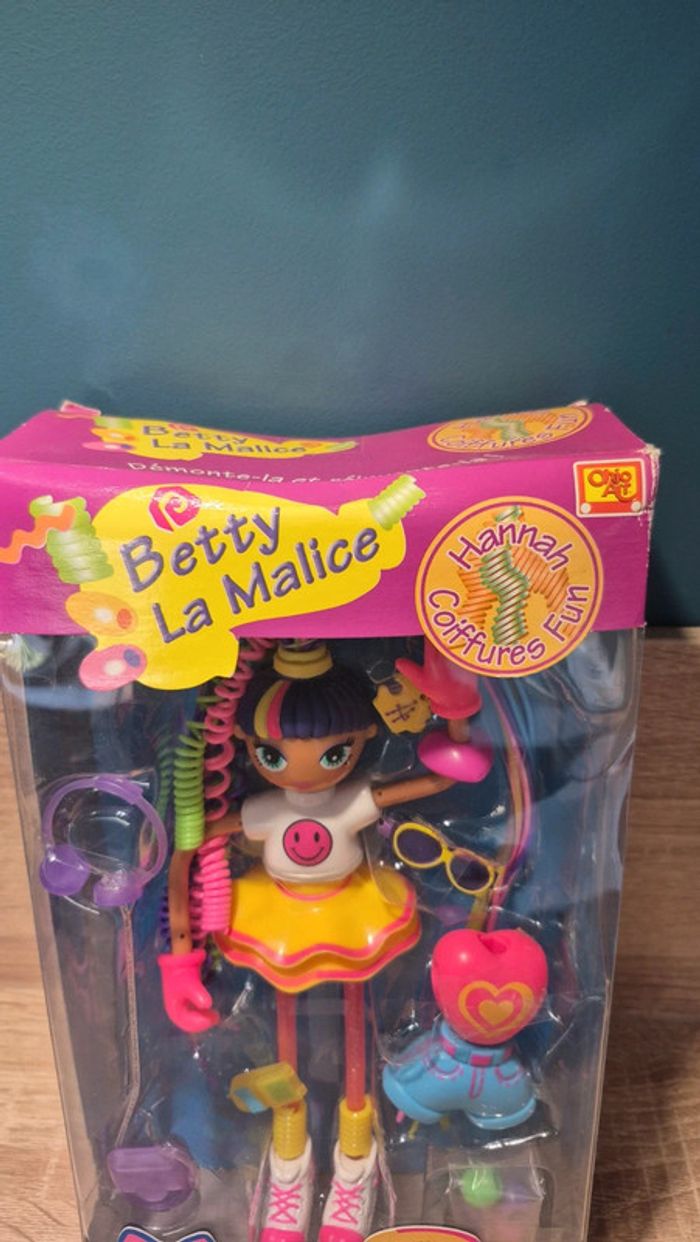 Betty
La Malice
Coiffures Fun
Démonte-la et
Ohio
Art
Betty
La Malice
Hannah
Coiffures Fun